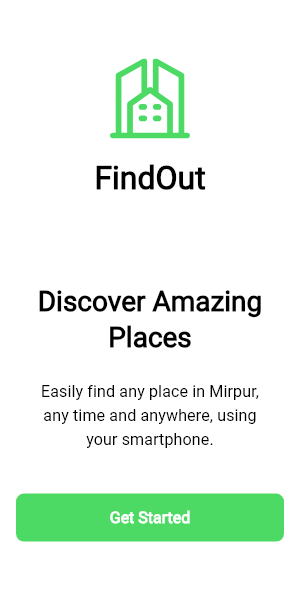 FindOut
Discover Amazing
Places
Easily find any place in Mirpur,
any time and anywhere, using
your smartphone.
Get Started